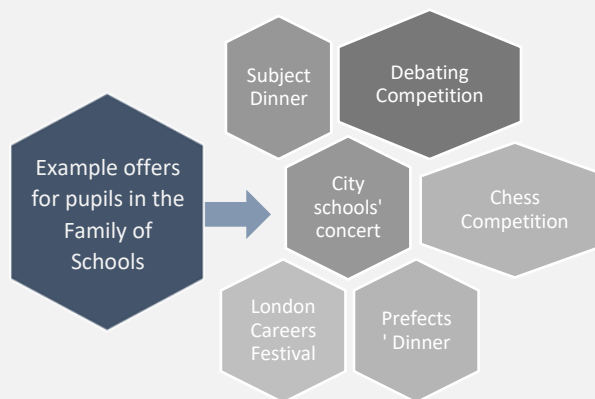 Example offers
for pupils in the
Family of
Schools
Subject
Dinner
Debating
Competition
City
schools'
concert
Chess
Competition
London
Careers
Festival
Prefects
' Dinner